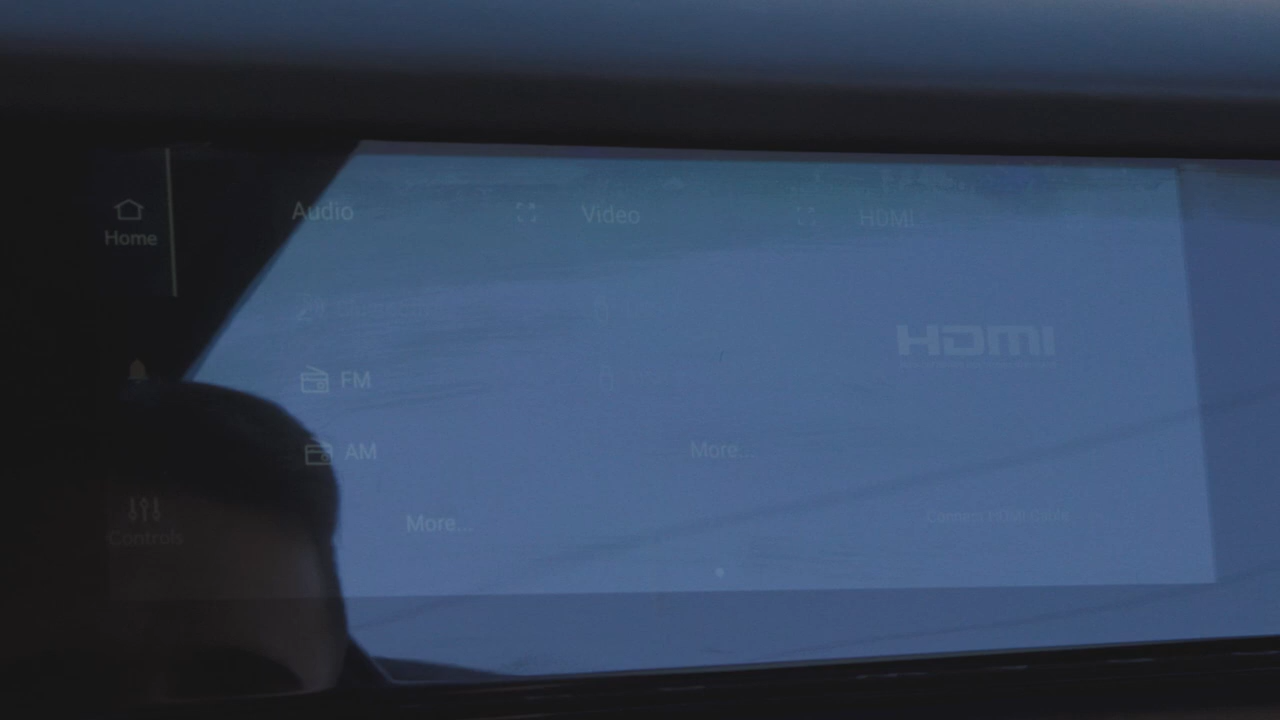 Home
Audio
Video
HDMI
HDMI
FM
AM
More...
More...
Controls
Connect HDMI Cable